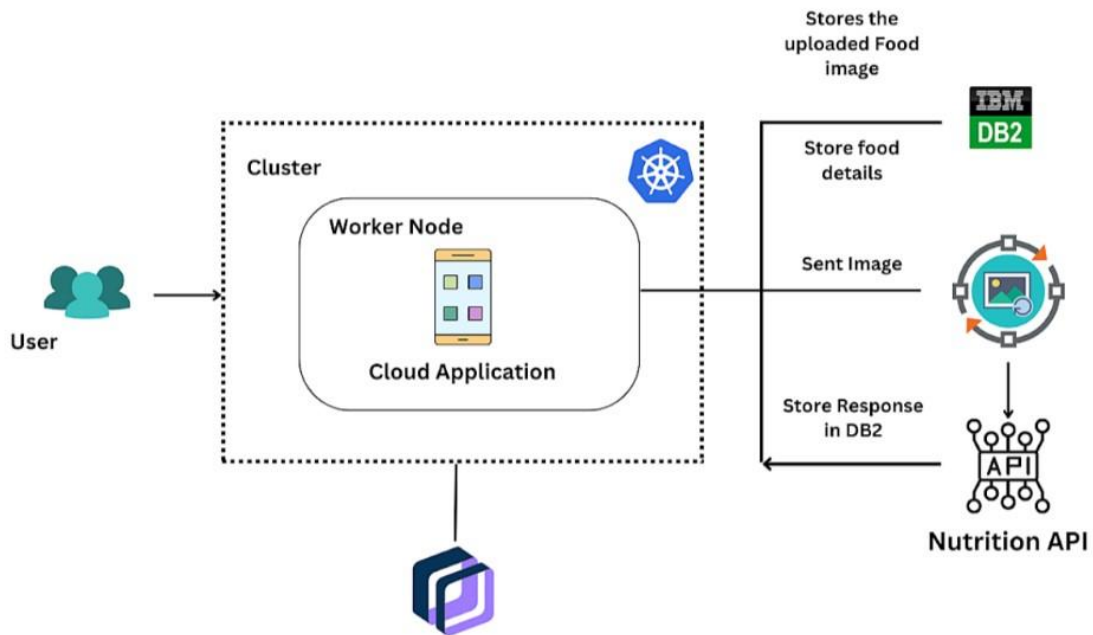 Stores the
uploaded Food
image
IBM
DB2
Store food
details
Cluster
Worker Node
Sent Image
User
Cloud Application
Store Response
in DB2
API
Nutrition API